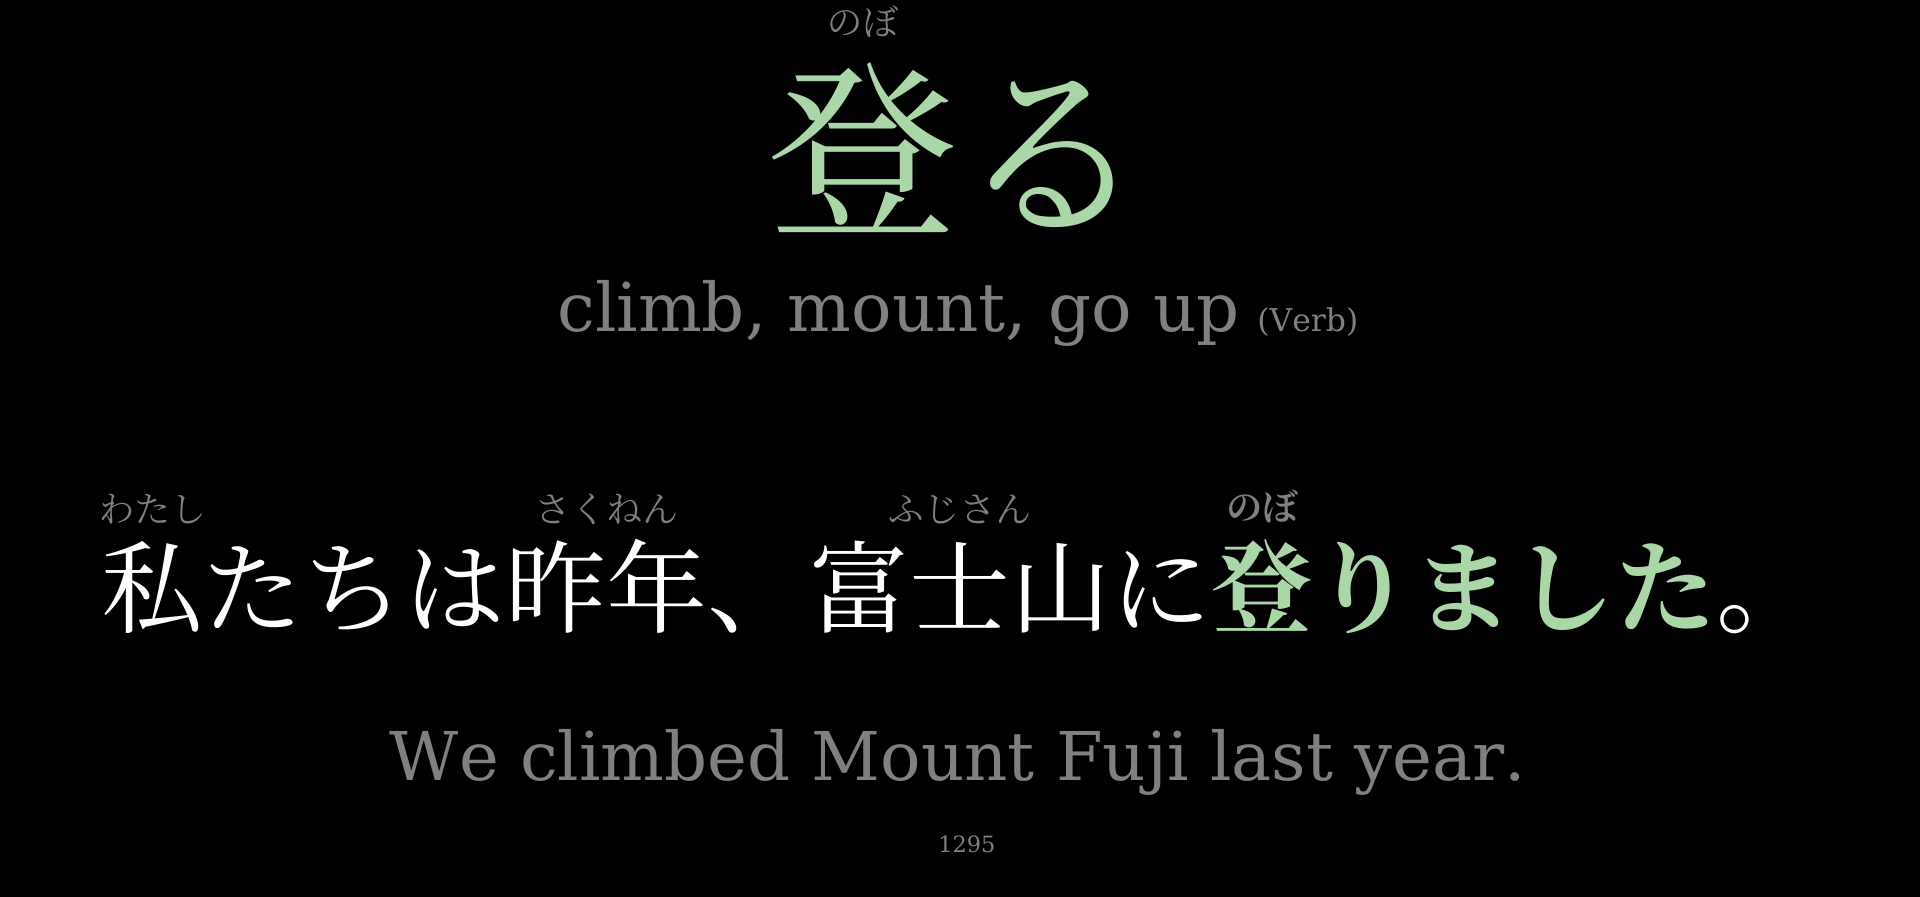 のぼ
登る
climb, mount, go up (Verb)
わたし さくねん ふじさん のぼ
私たちは昨年、富士山に登りました。
We climbed Mount Fuji last year.
1295